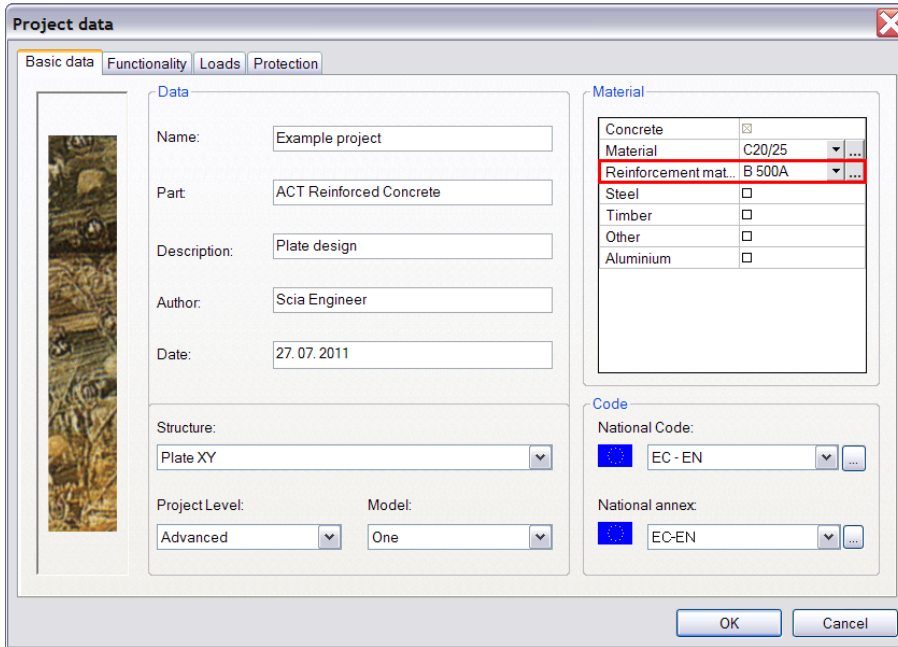 Project data
Basic data Functionality Loads Protection
Data
Name: Example project
Part: ACT Reinforced Concrete
Description: Plate design
Author: Scia Engineer
Date: 27. 07. 2011
Structure:
Plate XY
Project Level: Model:
Advanced One
Material
Concrete
Material C20/25 ...
Reinforcement mat... B 500A ...
Steel
Timber
Other
Aluminium
Code
National Code:
EC - EN ...
National annex:
EC-EN ...
OK Cancel